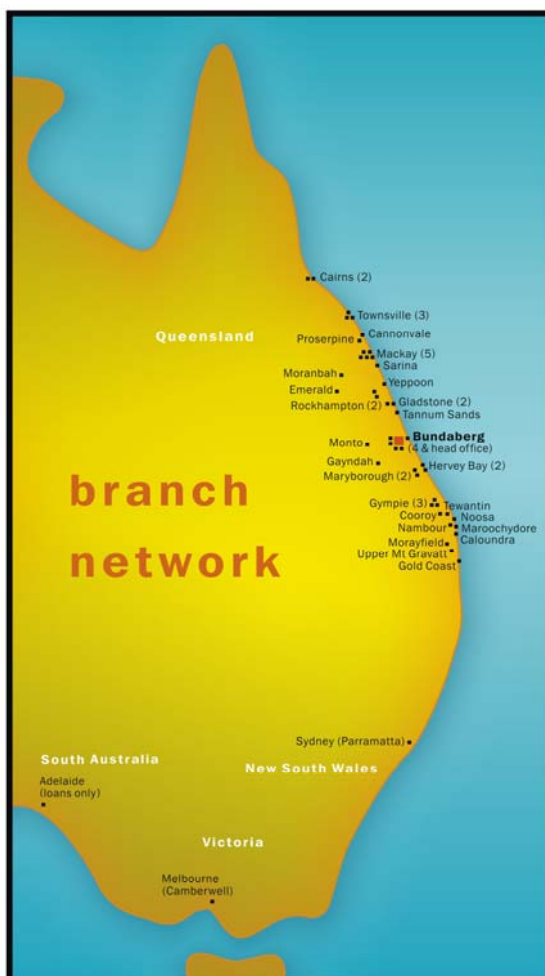 Cairns (2)
Townsville (3)
Queensland
Cannonvale
Proserpine
Mackay (5)
Sarina
Moranbah
Yeppoon
Emerald
Gladstone (2)
Rockhampton (2)
Tannum Sands
Bundaberg
Monto
(4 & head office)
Gayndah
Hervey Bay (2)
Maryborough (2)
branch
network
Gympie (3)
Tewantin
Cooroy
Noosa
Nambour
Maroochydore
Morayfield
Caloundra
Upper Mt Gravatt
Gold Coast
Sydney (Parramatta)
South Australia
New South Wales
Adelaide
(loans only)
Victoria
Melbourne
(Camberwell)